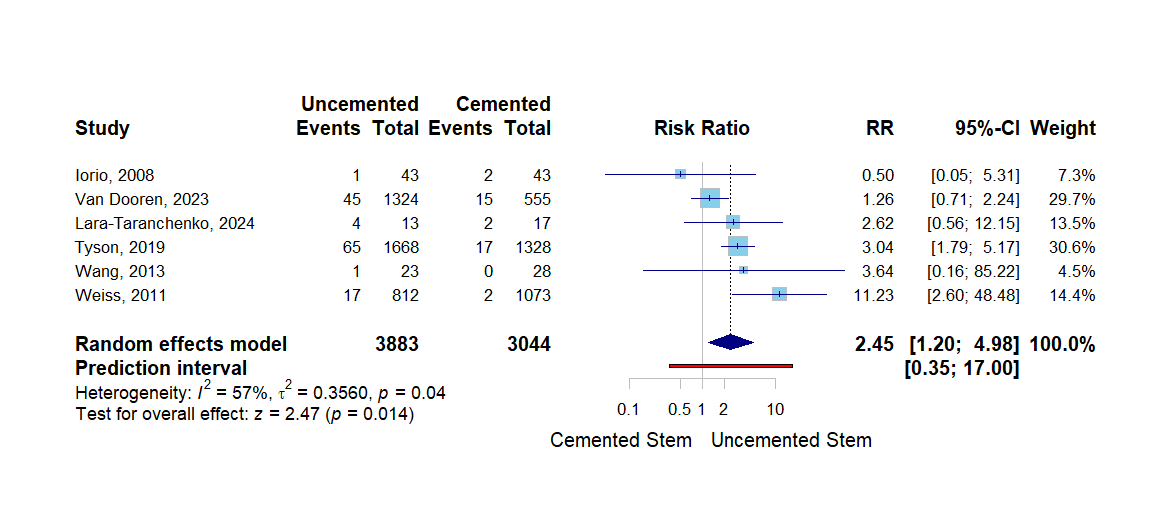 Uncemented Cemented
Study Events Total Events Total Risk Ratio RR 95%-CI Weight
Iorio, 2008 1 43 2 43 0.50 [0.05; 5.31] 7.3%
Van Dooren, 2023 45 1324 15 555 1.26 [0.71; 2.24] 29.7%
Lara-Taranchenko, 2024 4 13 2 17 2.62 [0.56; 12.15] 13.5%
Tyson, 2019 65 1668 17 1328 3.04 [1.79; 5.17] 30.6%
Wang, 2013 1 23 0 28 3.64 [0.16; 85.22] 4.5%
Weiss, 2011 17 812 2 1073 11.23 [2.60; 48.48] 14.4%
Random effects model 3883 3044 2.45 [1.20; 4.98] 100.0%
Prediction interval [0.35; 17.00]
Heterogeneity: I² = 57%, τ² = 0.3560, p = 0.04
Test for overall effect: z = 2.47 (p = 0.014)
0.1 0.5 1 2 10
Cemented Stem Uncemented Stem